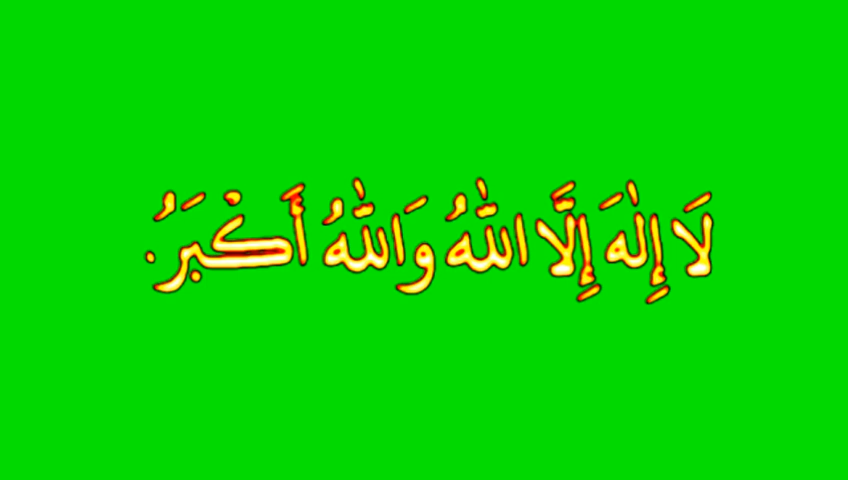 لَا إِلٰهَ إِلَّا اللّٰهُ وَاللّٰهُ أَكْبَرُ.